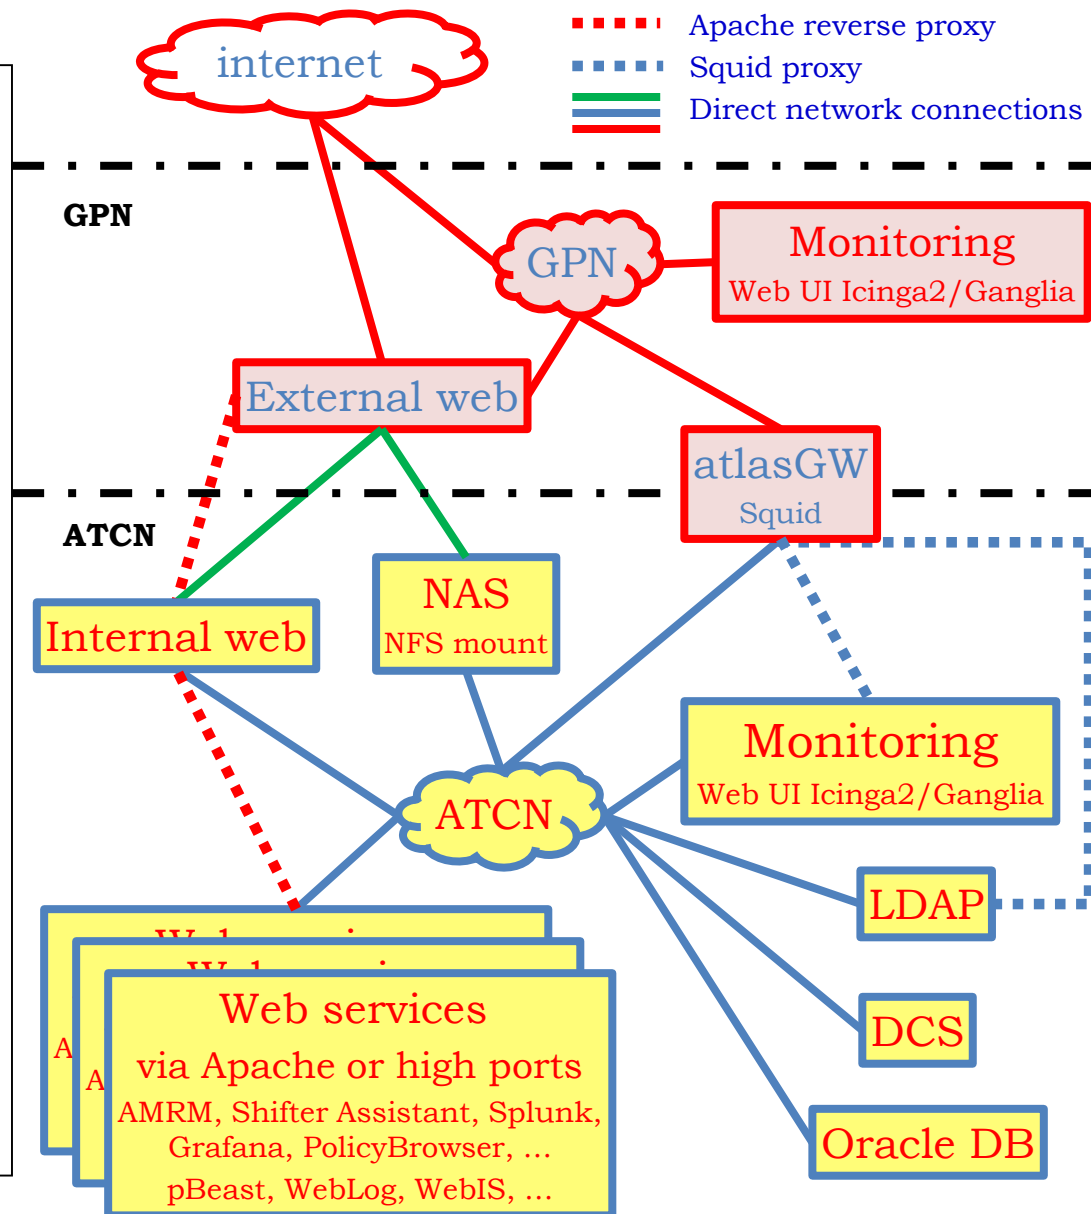 internet
Apache reverse proxy
Squid proxy
Direct network connections
GPN
GPN
Monitoring
Web UI Icinga2/Ganglia
External web
atlasGW
Squid
ATCN
NAS
NFS mount
Internal web
Monitoring
Web UI Icinga2/Ganglia
ATCN
LDAP
A
A
Web services
via Apache or high ports
AMRM, Shifter Assistant, Splunk,
Grafana, PolicyBrowser, ...
pBeast, WebLog, WebIS, ...
DCS
Oracle DB